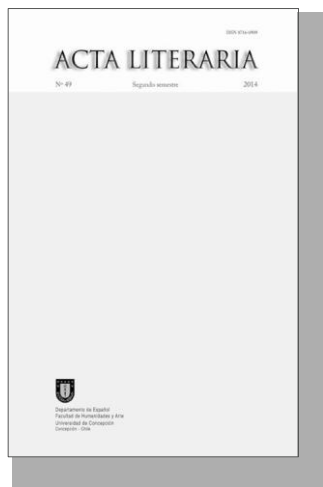 ISSN 0716-0909
ACTA LITERARIA
Nº 49 Segundo semestre 2014
Departamento de Español
Facultad de Humanidades y Arte
Universidad de Concepción
Concepción - Chile